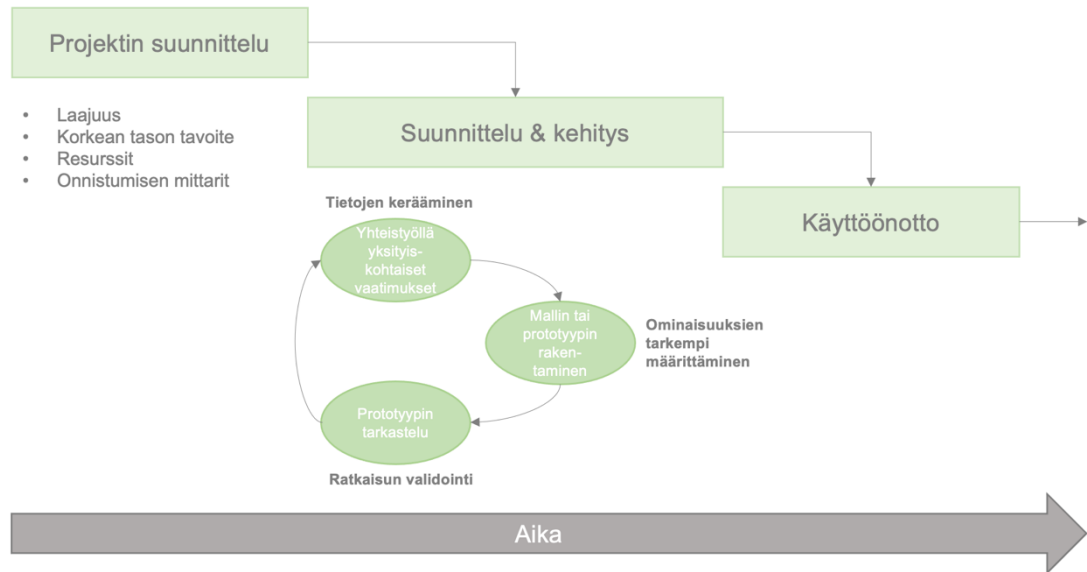 Projektin suunnittelu
• Laajuus
• Korkean tason tavoite
• Resurssit
• Onnistumisen mittarit
Suunnittelu & kehitys
Käyttöönotto
Tietojen kerääminen
Yhteistyöllä
yksityis-
kohtaiset
vaatimukset
Mallin tai
prototyypin
raken-
taminen
Ominaisuuksien
tarkempi
määrittäminen
Prototyypin
tarkastelu
Ratkaisun validointi
Aika